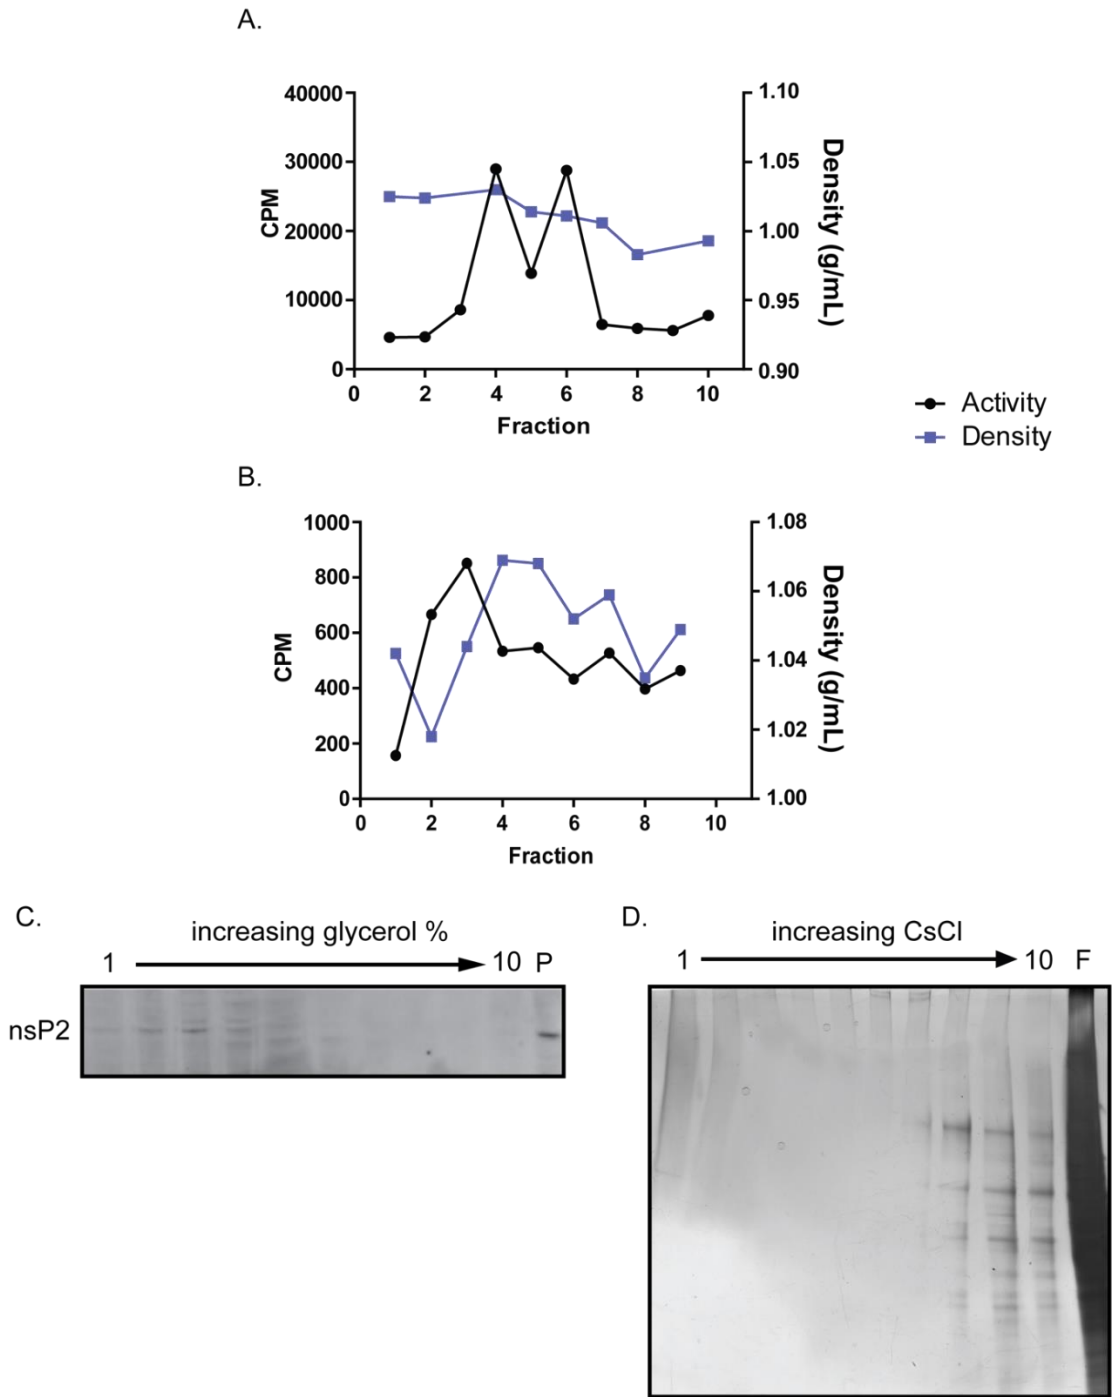 A.
40000
30000
20000
10000
0
CPM
1.10
1.05
1.00
0.95
0.90
Density (g/mL)
0 2 4 6 8 10
Fraction
Activity
Density
B.
1000
800
600
400
200
0
CPM
1.08
1.06
1.04
1.02
1.00
Density (g/mL)
0 2 4 6 8 10
Fraction
C.
increasing glycerol %
1 10 P
nsP2
D.
increasing CsCl
1 10 F